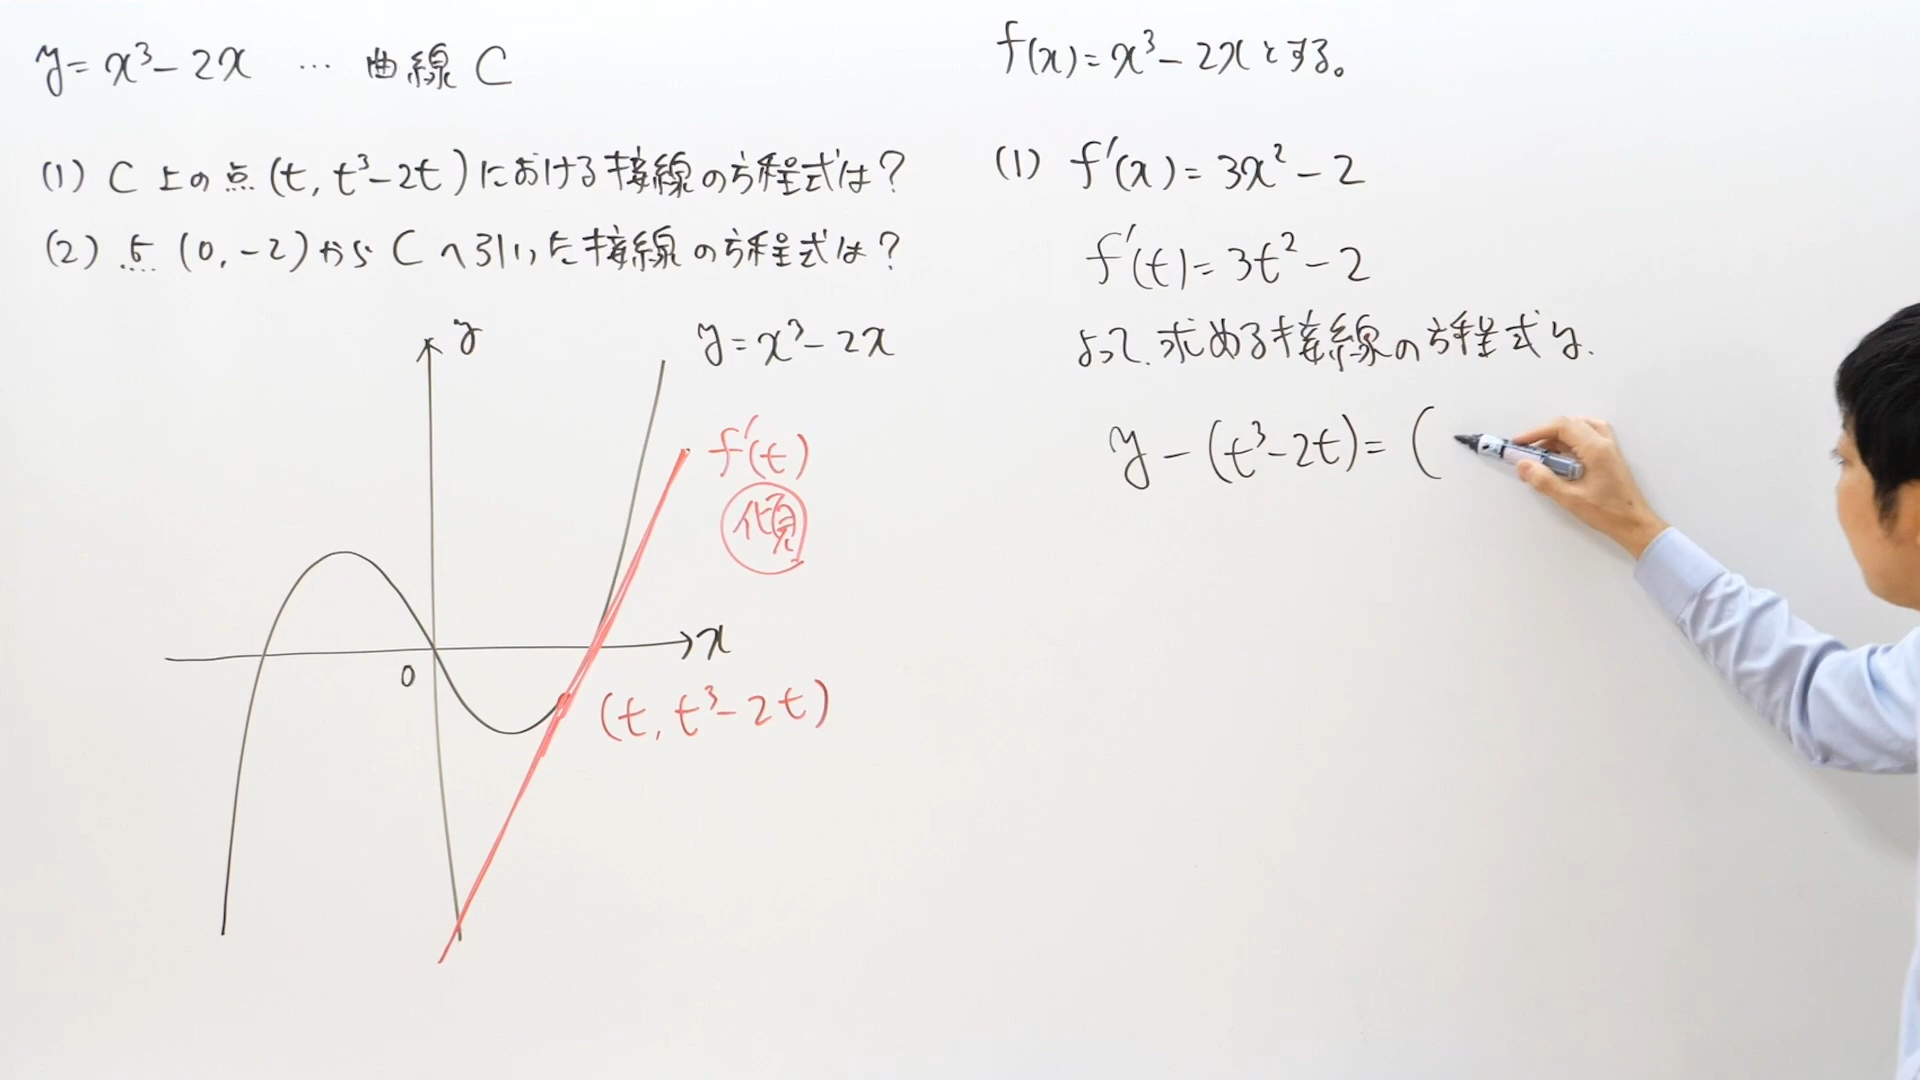 y = x³ - 2x … 曲線 C
(1) C 上の点 (t, t³-2t) における接線の方程式は?
(2) 点 (0, -2) から C へ引いた接線の方程式は?
y
y = x³ - 2x
f'(t)
傾
x
0
(t, t³-2t)
f(x) = x³ - 2x とする。
(1) f'(x) = 3x² - 2
f'(t) = 3t² - 2
よって、求める接線の方程式は、
y - (t³-2t) = (